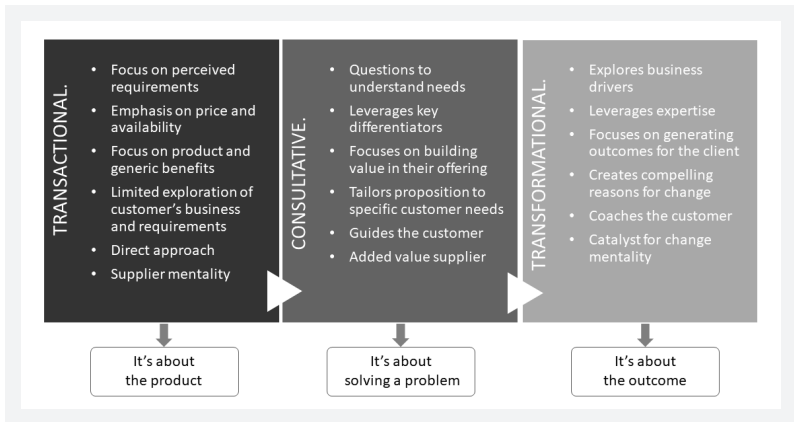 TRANSACTIONAL.
• Focus on perceived
requirements
• Emphasis on price and
availability
• Focus on product and
generic benefits
• Limited exploration of
customer’s business
and requirements
• Direct approach
• Supplier mentality
CONSULTATIVE.
• Questions to
understand needs
• Leverages key
differentiators
• Focuses on building
value in their offering
• Tailors proposition to
specific customer needs
• Guides the customer
• Added value supplier
TRANSFORMATIONAL.
• Explores business
drivers
• Leverages expertise
• Focuses on generating
outcomes for the client
• Creates compelling
reasons for change
• Coaches the customer
• Catalyst for change
mentality
It’s about
the product
It’s about
solving a problem
It’s about
the outcome